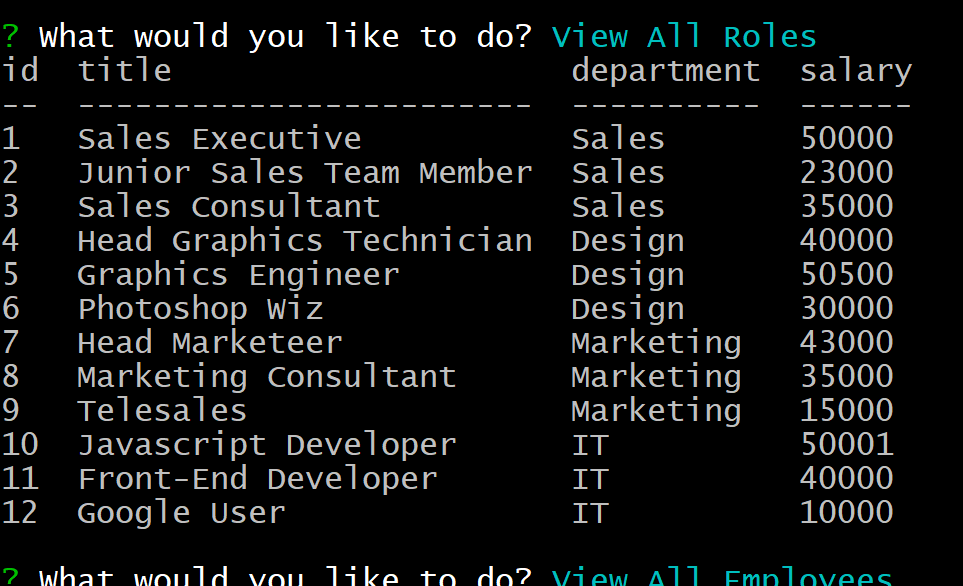 ? What would you like to do? View All Roles
id  title                     department  salary
--  ------------------------  ----------  ------
1   Sales Executive           Sales       50000
2   Junior Sales Team Member  Sales       23000
3   Sales Consultant          Sales       35000
4   Head Graphics Technician  Design      40000
5   Graphics Engineer         Design      50500
6   Photoshop Wiz             Design      30000
7   Head Marketeer            Marketing   43000
8   Marketing Consultant      Marketing   35000
9   Telesales                 Marketing   15000
10  Javascript Developer      IT          50001
11  Front-End Developer       IT          40000
12  Google User               IT          10000
? What would you like to do? View All Employees